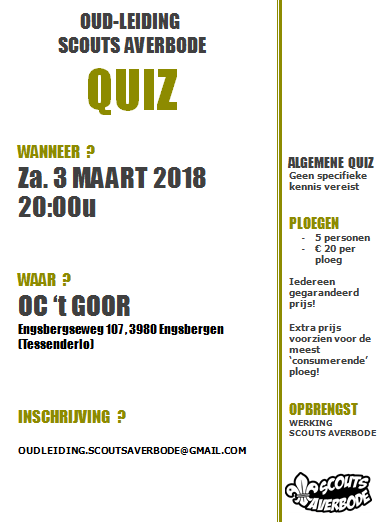 OUD-LEIDING
SCOUTS AVERBODE
QUIZ
WANNEER ?
Za. 3 MAART 2018
20:00u
WAAR ?
OC ‘t GOOR
Engsbergseweg 107 , 3980 Engsbergen
(Tessenderlo)
INSCHRIJVING ?
OUDLEIDING.SCOUTSAVERBODE@GMAIL.COM
ALGEMENE QUIZ
Geen specifieke
kennis vereist
PLOEGEN
- 5 personen
- € 20 per
ploeg
Iedereen
gegarandeerd
prijs!
Extra prijs
voorzien voor de
meest
‘consumerende’
ploeg!
OPBRENGST
WERKING
SCOUTS AVERBODE
SCOUTS
AVERBODE